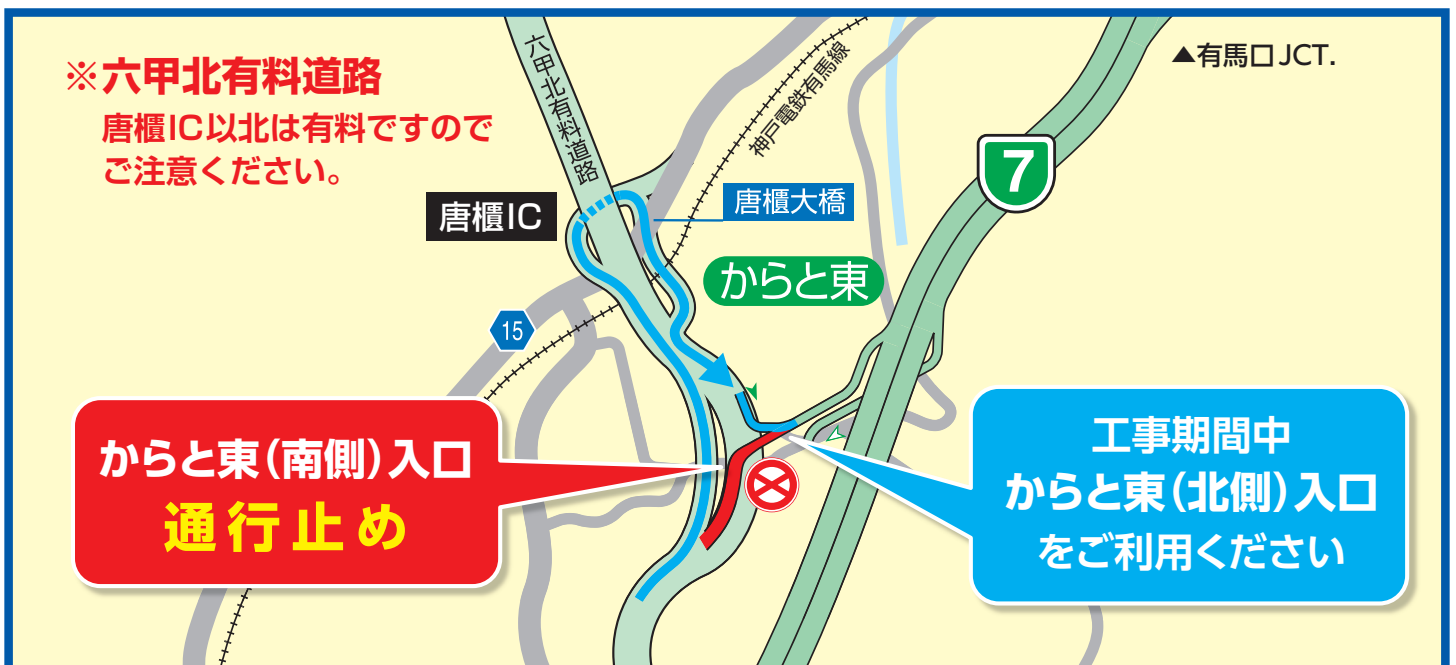 ※六甲北有料道路
唐櫃IC以北は有料ですので
ご注意ください。
六甲北有料道路
神戸電鉄有馬線
▲有馬口JCT.
7
唐櫃IC
唐櫃大橋
からと東
15
からと東(南側)入口
通行止め
工事期間中
からと東(北側)入口
をご利用ください